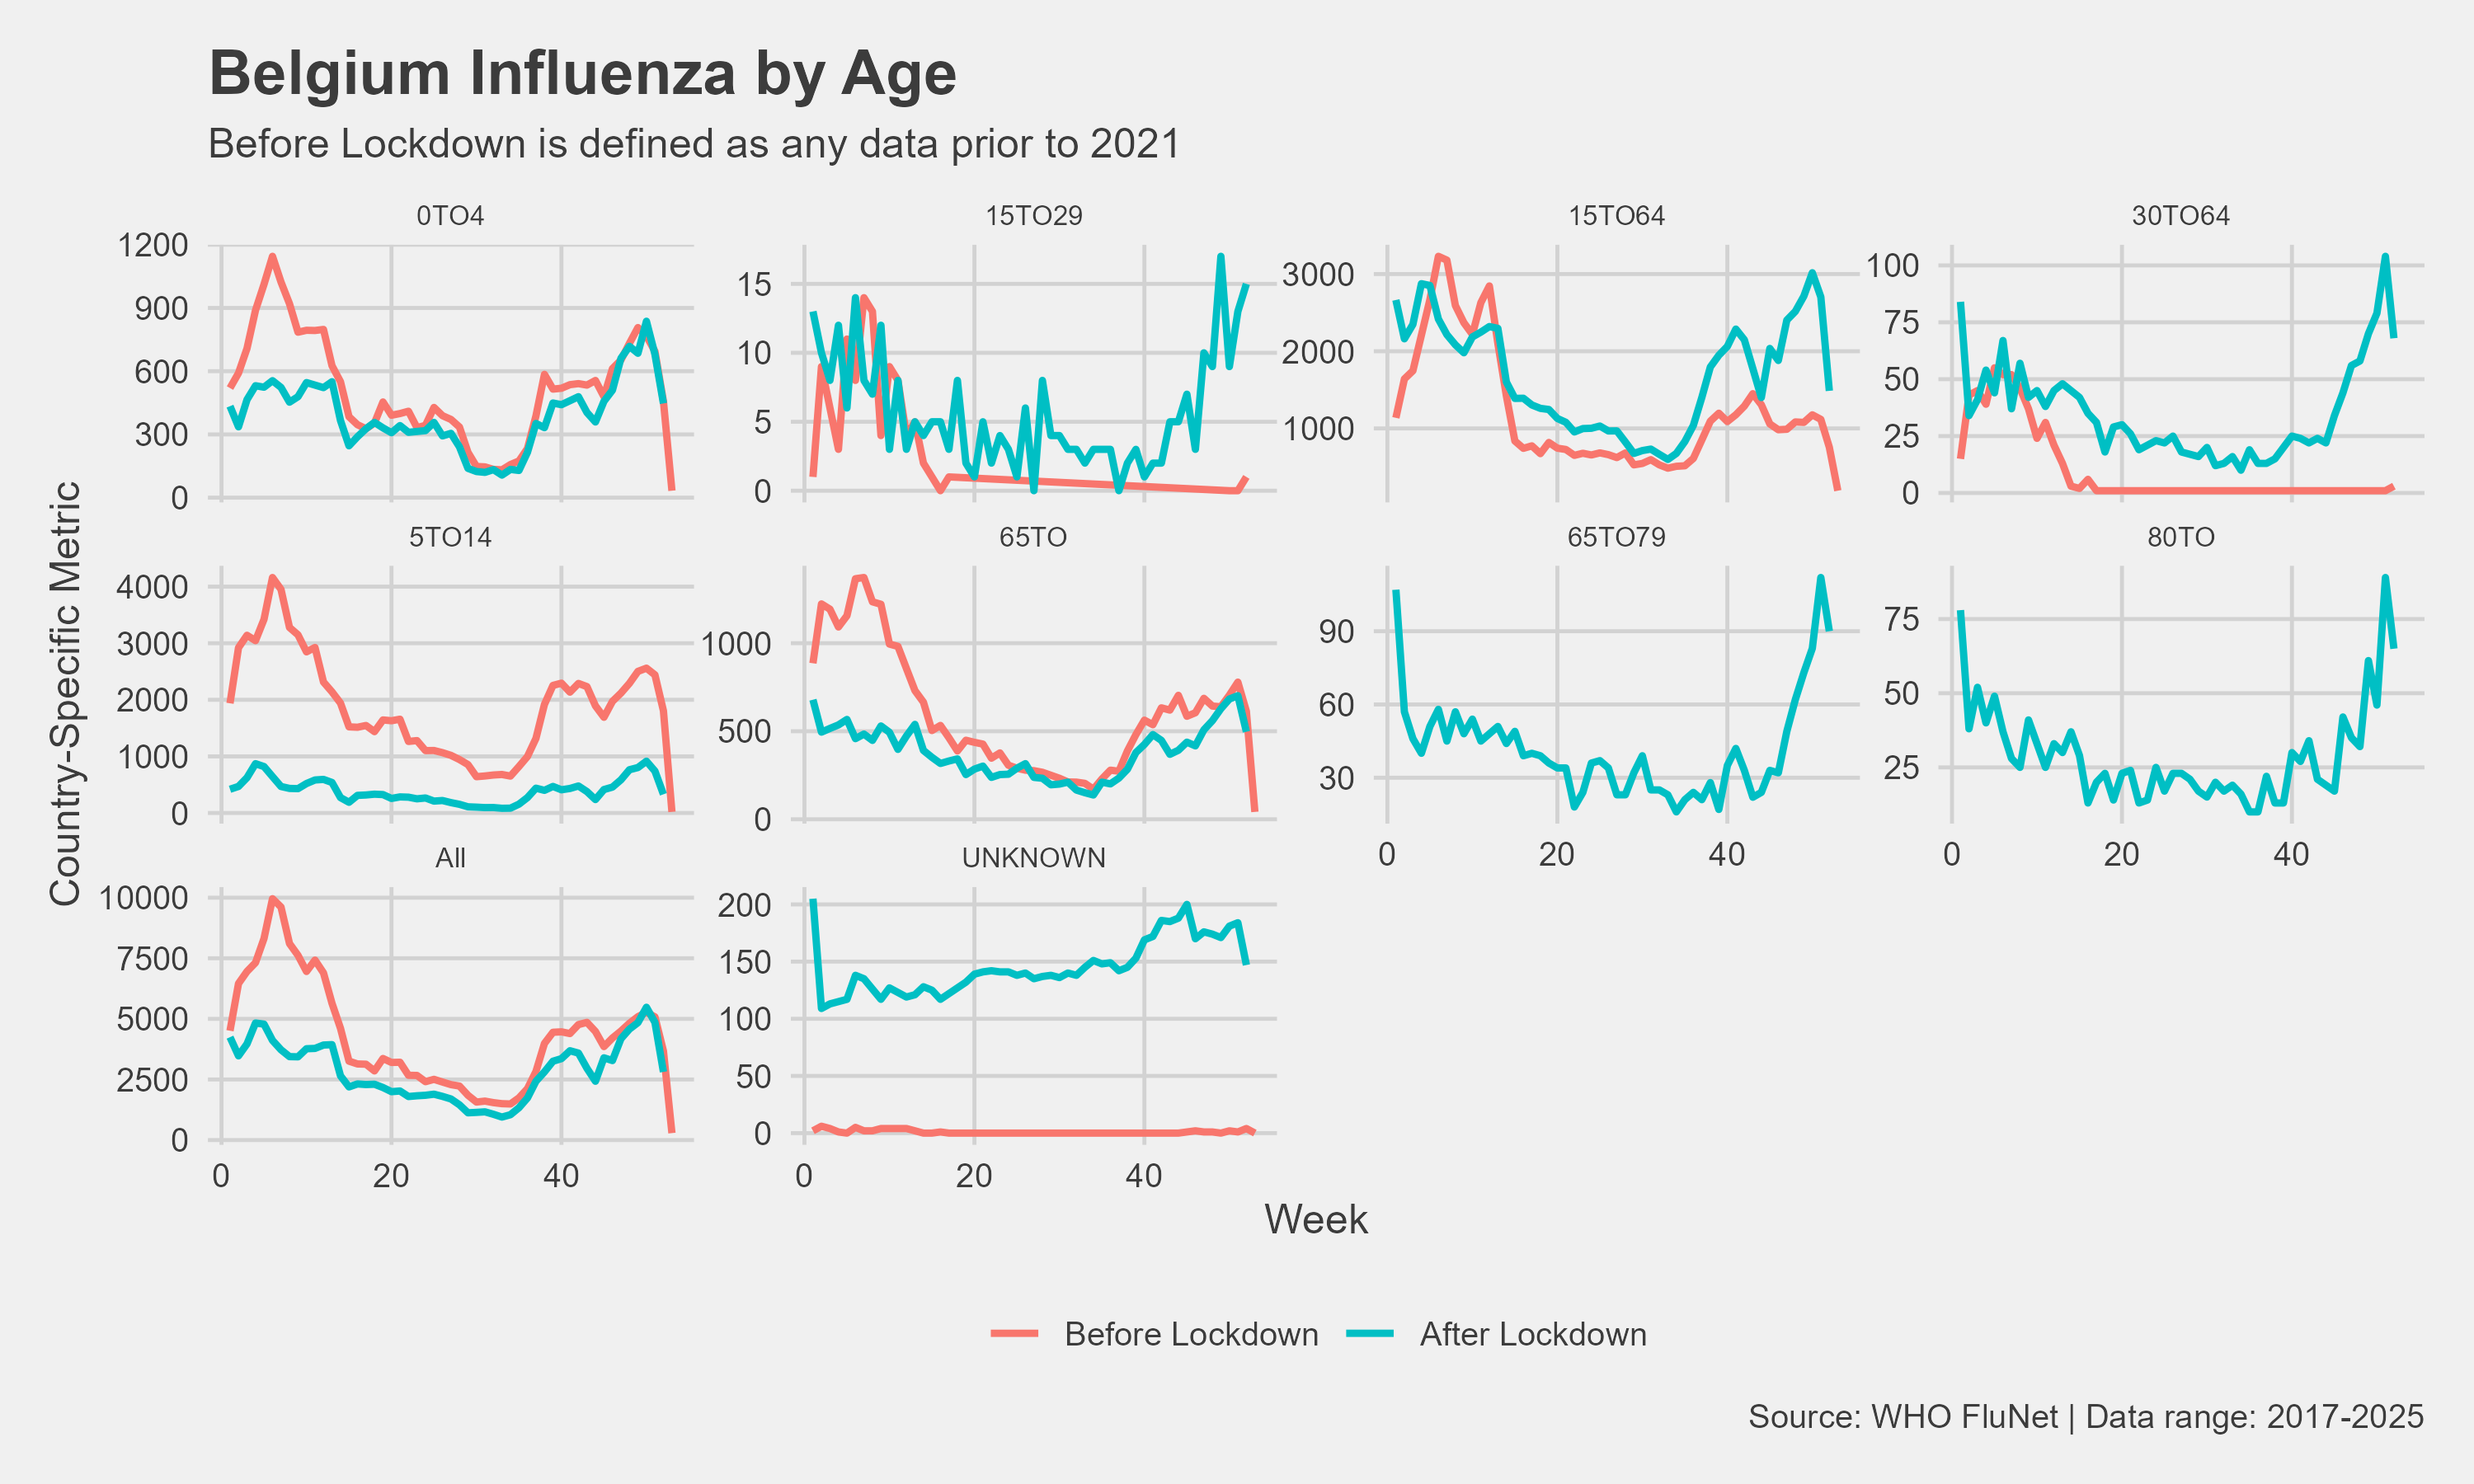 Belgium Influenza by Age
Before Lockdown is defined as any data prior to 2021
0TO4
15TO29
15TO64
30TO64
1200
900
600
300
0
15
10
5
0
3000
2000
1000
100
75
50
25
0
5TO14
65TO
65TO79
80TO
4000
3000
2000
1000
0
1000
500
0
90
60
30
0 20 40
75
50
25
0 20 40
All
UNKNOWN
10000
7500
5000
2500
0
0 20 40
200
150
100
50
0
0 20 40
Country-Specific Metric
Week
Before Lockdown After Lockdown
Source: WHO FluNet | Data range: 2017-2025